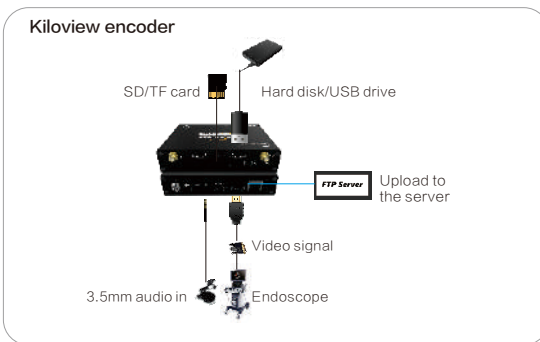 Kiloview encoder
SD/TF card
Hard disk/USB drive
FTP Server
Upload to
the server
Video signal
3.5mm audio in
Endoscope